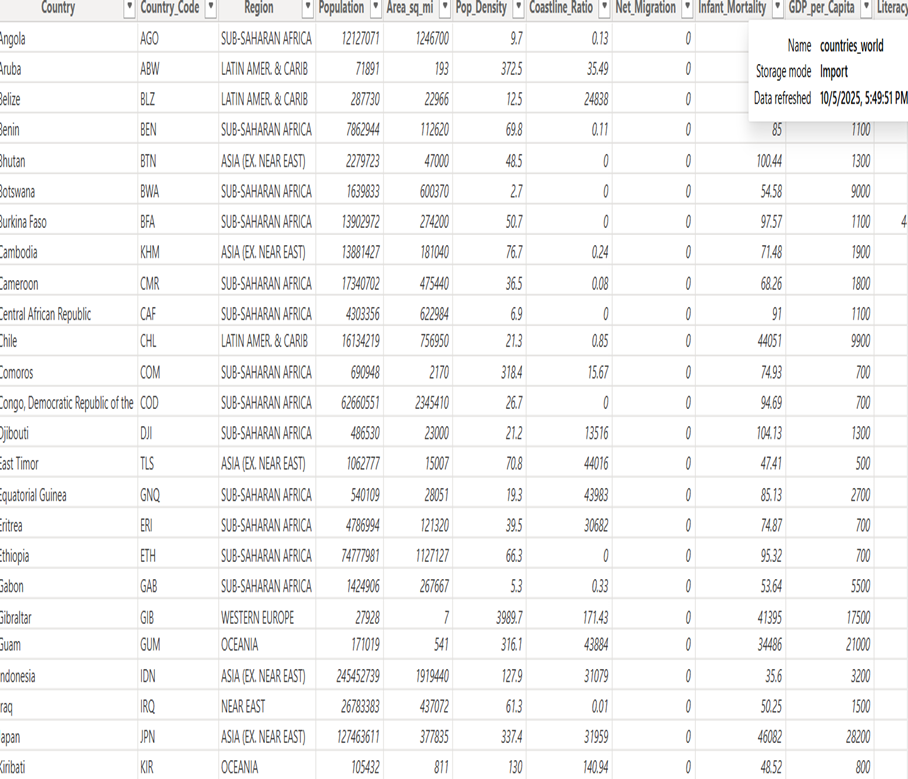 Country Country_Code Region Population Area_sq_mi Pop_Density Coastline_Ratio Net_Migration Infant_Mortality GDP_per_Capita Literacy
Angola AGO SUB-SAHARAN AFRICA 12127071 1246700 9.7 0.13 0
Name countries_world
Aruba ABW LATIN AMER. & CARIB 71891 193 372.5 35.49 0
Storage mode Import
Belize BLZ LATIN AMER. & CARIB 287730 22966 12.5 24838 0
Data refreshed 10/5/2025, 5:49:51 PM
Benin BEN SUB-SAHARAN AFRICA 7862944 112620 69.8 0.11 0 85 1100
Bhutan BTN ASIA (EX. NEAR EAST) 2279723 47000 48.5 0 0 100.44 1300
Botswana BWA SUB-SAHARAN AFRICA 1639833 600370 2.7 0 0 54.58 9000
Burkina Faso BFA SUB-SAHARAN AFRICA 13902972 274200 50.7 0 0 97.57 1100 4
Cambodia KHM ASIA (EX. NEAR EAST) 13881427 181040 76.7 0.24 0 71.48 1900
Cameroon CMR SUB-SAHARAN AFRICA 17340702 475440 36.5 0.08 0 68.26 1800
Central African Republic CAF SUB-SAHARAN AFRICA 4303356 622984 6.9 0 0 91 1100
Chile CHL LATIN AMER. & CARIB 16134219 756950 21.3 0.85 0 44051 9900
Comoros COM SUB-SAHARAN AFRICA 690948 2170 318.4 15.67 0 74.93 700
Congo, Democratic Republic of the COD SUB-SAHARAN AFRICA 62660551 2345410 26.7 0 0 94.69 700
Djibouti DJI SUB-SAHARAN AFRICA 486530 23000 21.2 13516 0 104.13 1300
East Timor TLS ASIA (EX. NEAR EAST) 1062777 15007 70.8 44016 0 47.41 500
Equatorial Guinea GNQ SUB-SAHARAN AFRICA 540109 28051 19.3 43983 0 85.13 2700
Eritrea ERI SUB-SAHARAN AFRICA 4786994 121320 39.5 30682 0 74.87 700
Ethiopia ETH SUB-SAHARAN AFRICA 74777981 1127127 66.3 0 0 95.32 700
Gabon GAB SUB-SAHARAN AFRICA 1424906 267667 5.3 0.33 0 53.64 5500
Gibraltar GIB WESTERN EUROPE 27928 7 3989.7 171.43 0 41395 17500
Guam GUM OCEANIA 171019 541 316.1 43884 0 34486 21000
Indonesia IDN ASIA (EX. NEAR EAST) 245452739 1919440 127.9 31079 0 35.6 3200
Iraq IRQ NEAR EAST 26783383 437072 61.3 0.01 0 50.25 1500
Japan JPN ASIA (EX. NEAR EAST) 127463611 377835 337.4 31959 0 46082 28200
Kiribati KIR OCEANIA 105432 811 130 140.94 0 48.52 800